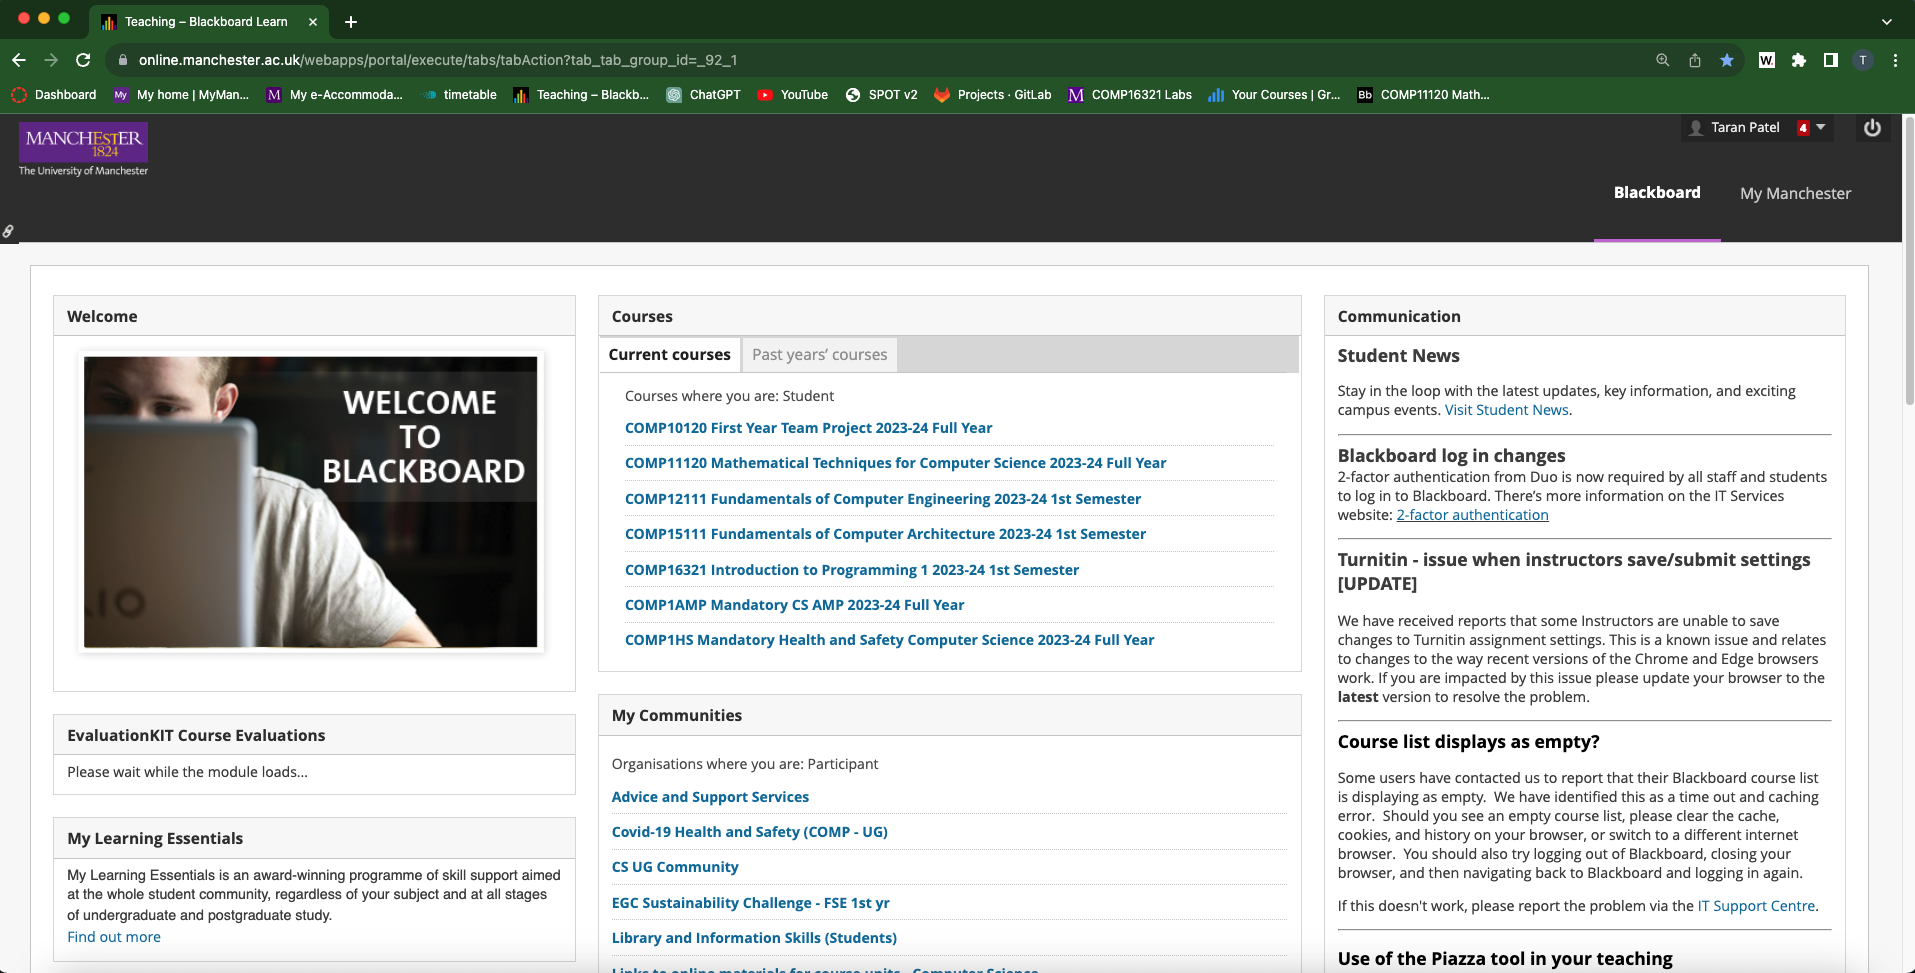 Teaching – Blackboard Learn
online.manchester.ac.uk/webapps/portal/execute/tabs/tabAction?tab_tab_group_id=_92_1
W.
T
Dashboard
My
My home | MyMan...
M
My e-Accommoda...
timetable
Teaching – Blackb...
ChatGPT
YouTube
SPOT v2
Projects · GitLab
M
COMP16321 Labs
Your Courses | Gr...
Bb
COMP11120 Math...
MANCHESTER
1824
The University of Manchester
Taran Patel
4
Blackboard
My Manchester
Welcome
WELCOME
TO
BLACKBOARD
EvaluationKIT Course Evaluations
Please wait while the module loads...
My Learning Essentials
My Learning Essentials is an award-winning programme of skill support aimed
at the whole student community, regardless of your subject and at all stages
of undergraduate and postgraduate study.
Find out more
Courses
Current courses
Past years’ courses
Courses where you are: Student
COMP10120 First Year Team Project 2023-24 Full Year
COMP11120 Mathematical Techniques for Computer Science 2023-24 Full Year
COMP12111 Fundamentals of Computer Engineering 2023-24 1st Semester
COMP15111 Fundamentals of Computer Architecture 2023-24 1st Semester
COMP16321 Introduction to Programming 1 2023-24 1st Semester
COMP1AMP Mandatory CS AMP 2023-24 Full Year
COMP1HS Mandatory Health and Safety Computer Science 2023-24 Full Year
My Communities
Organisations where you are: Participant
Advice and Support Services
Covid-19 Health and Safety (COMP - UG)
CS UG Community
EGC Sustainability Challenge - FSE 1st yr
Library and Information Skills (Students)
Links to online materials for course units - Computer Science
Communication
Student News
Stay in the loop with the latest updates, key information, and exciting
campus events. Visit Student News.
Blackboard log in changes
2-factor authentication from Duo is now required by all staff and students
to log in to Blackboard. There’s more information on the IT Services
website: 2-factor authentication
Turnitin - issue when instructors save/submit settings
[UPDATE]
We have received reports that some Instructors are unable to save
changes to Turnitin assignment settings. This is a known issue and relates
to changes to the way recent versions of the Chrome and Edge browsers
work. If you are impacted by this issue please update your browser to the
latest version to resolve the problem.
Course list displays as empty?
Some users have contacted us to report that their Blackboard course list
is displaying as empty.  We have identified this as a time out and caching
error.  Should you see an empty course list, please clear the cache,
cookies, and history on your browser, or switch to a different internet
browser.  You should also try logging out of Blackboard, closing your
browser, and then navigating back to Blackboard and logging in again.
If this doesn't work, please report the problem via the IT Support Centre.
Use of the Piazza tool in your teaching